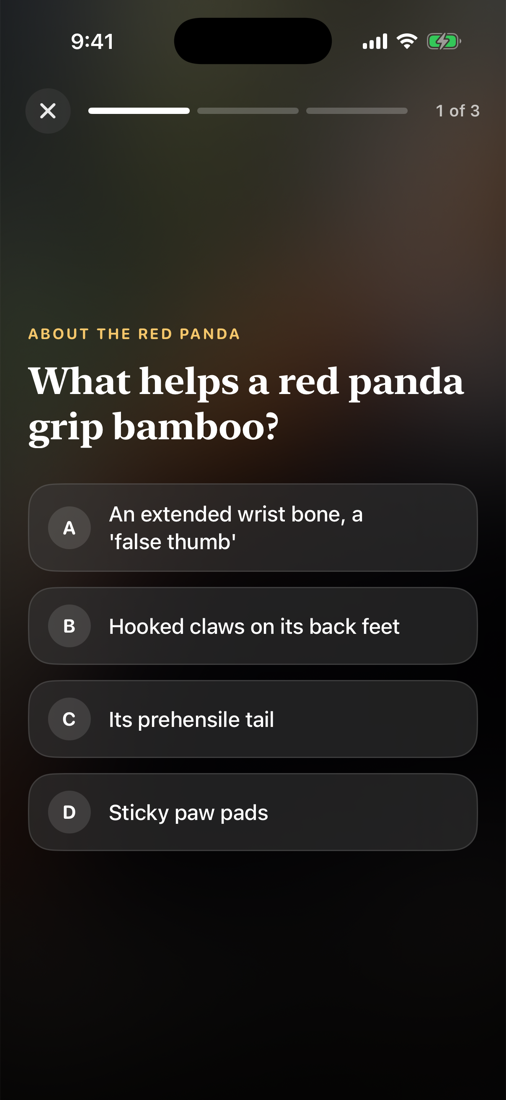 9:41
1 of 3
ABOUT THE RED PANDA
What helps a red panda
grip bamboo?
A
An extended wrist bone, a
'false thumb'
B
Hooked claws on its back feet
C
Its prehensile tail
D
Sticky paw pads